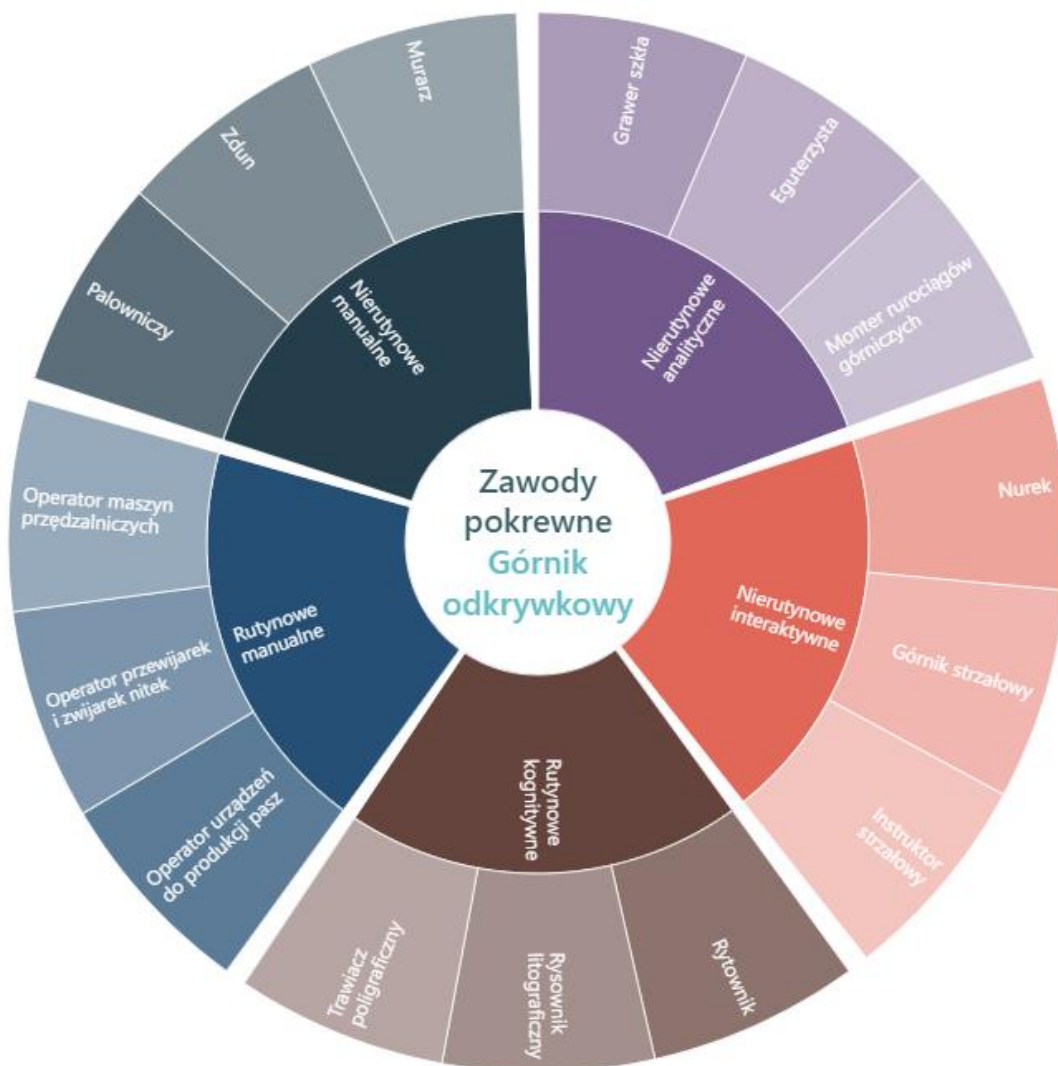 Zawody
pokrewne
Górnik
odkrywkowy
Nierutynowe
analityczne
Grawer szkła
Eguterzysta
Monter rurociągów
górniczych
Nierutynowe
interaktywne
Nurek
Górnik strzałowy
Instruktor
strzałowy
Rutynowe
kognitywne
Rytownik
Rysownik
litograficzny
Trawiacz
poligraficzny
Rutynowe
manualne
Operator urządzeń
do produkcji pasz
Operator przewijarek
i zwijarek nitek
Operator maszyn
przędzalniczych
Nierutynowe
manualne
Palowniczy
Zdun
Murarz